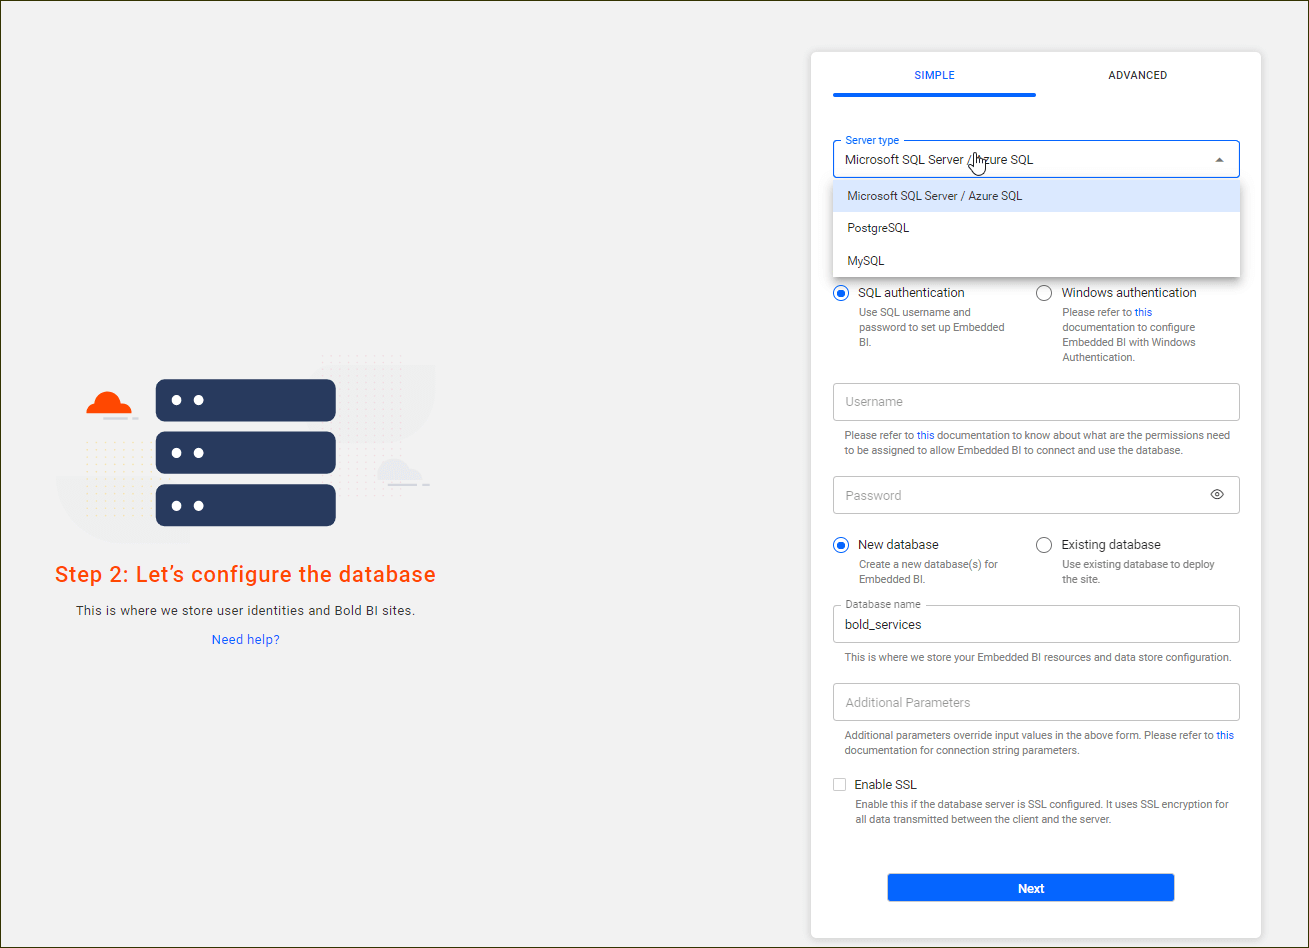 SIMPLE
ADVANCED
Server type
Microsoft SQL Server / Azure SQL
Microsoft SQL Server / Azure SQL
PostgreSQL
MySQL
SQL authentication
Use SQL username and
password to set up Embedded
BI.
Windows authentication
Please refer to this
documentation to configure
Embedded BI with Windows
Authentication.
Username
Please refer to this documentation to know about what are the permissions need
to be assigned to allow Embedded BI to connect and use the database.
Password
New database
Create a new database(s) for
Embedded BI.
Existing database
Use existing database to deploy
the site.
Database name
bold_services
This is where we store your Embedded BI resources and data store configuration.
Additional Parameters
Additional parameters override input values in the above form. Please refer to this
documentation for connection string parameters.
Enable SSL
Enable this if the database server is SSL configured. It uses SSL encryption for
all data transmitted between the client and the server.
Next
Step 2: Let’s configure the database
This is where we store user identities and Bold BI sites.
Need help?